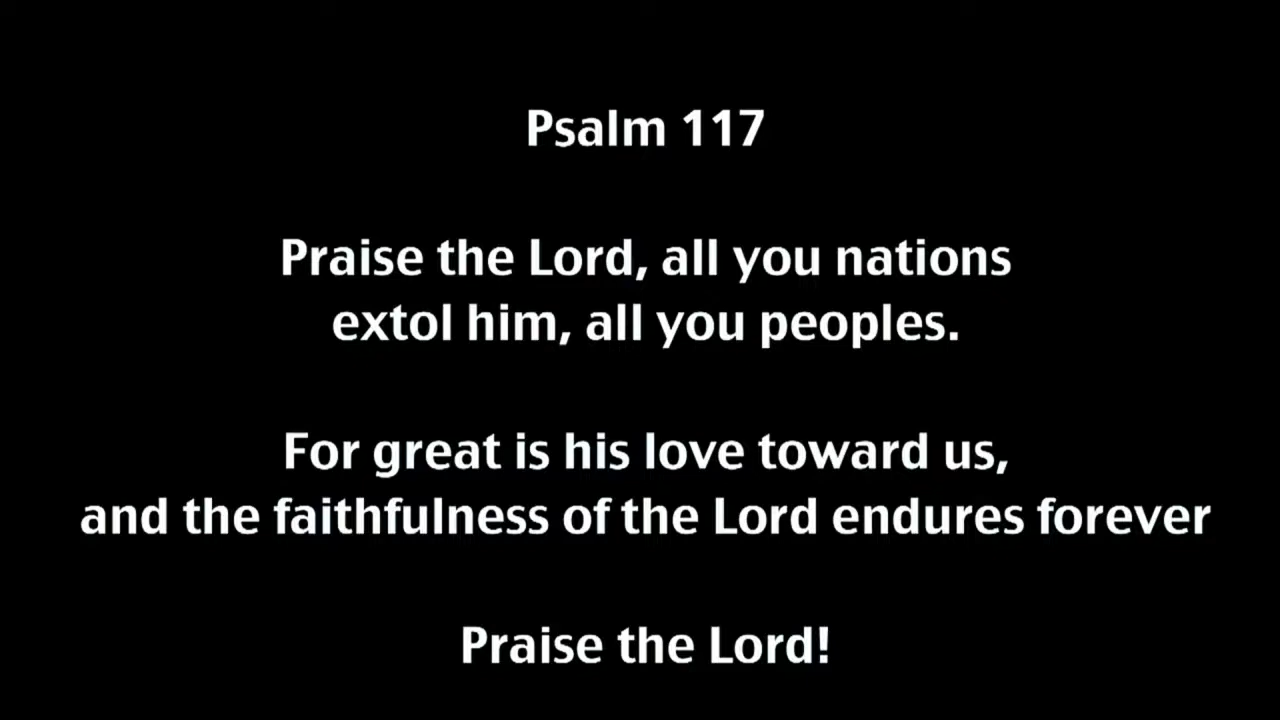 Psalm 117
Praise the Lord, all you nations
extol him, all you peoples.
For great is his love toward us,
and the faithfulness of the Lord endures forever
Praise the Lord!